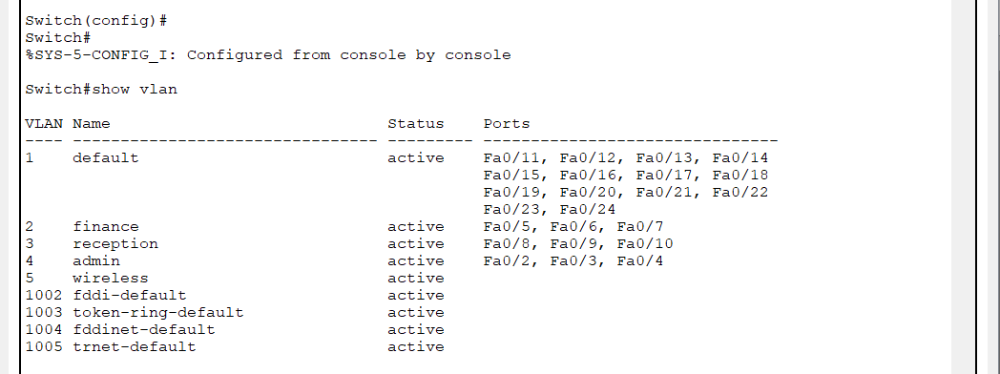 Switch(config)#
Switch#
%SYS-5-CONFIG_I: Configured from console by console
Switch#show vlan
VLAN Name                             Status    Ports
---- -------------------------------- --------- -------------------------------
1    default                          active    Fa0/11, Fa0/12, Fa0/13, Fa0/14
                                                Fa0/15, Fa0/16, Fa0/17, Fa0/18
                                                Fa0/19, Fa0/20, Fa0/21, Fa0/22
                                                Fa0/23, Fa0/24
2    finance                          active    Fa0/5, Fa0/6, Fa0/7
3    reception                        active    Fa0/8, Fa0/9, Fa0/10
4    admin                            active    Fa0/2, Fa0/3, Fa0/4
5    wireless                         active
1002 fddi-default                     active
1003 token-ring-default               active
1004 fddinet-default                  active
1005 trnet-default                    active